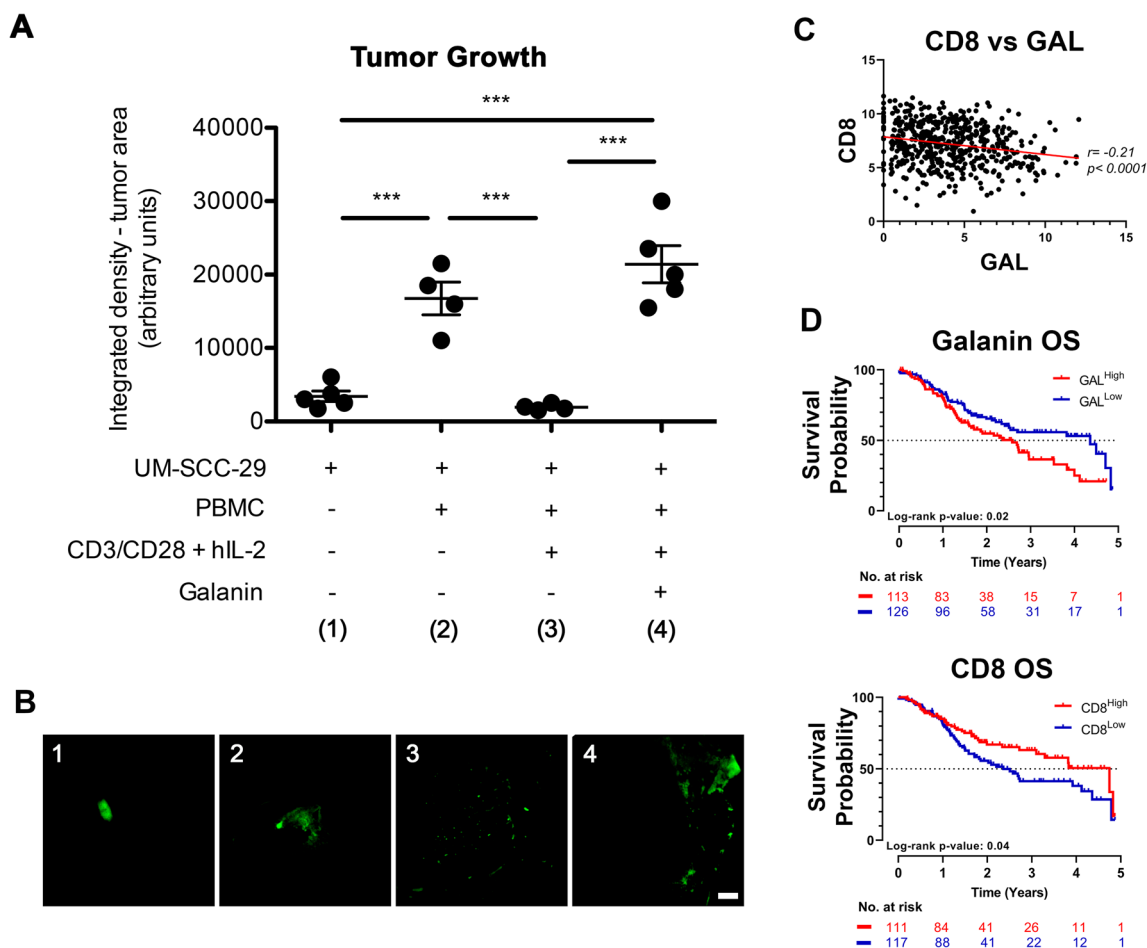 A
Tumor Growth
***
***
*** ***
Integrated density - tumor area
(arbitrary units)
40000
30000
20000
10000
0
UM-SCC-29 + + + +
PBMC - + + +
CD3/CD28 + hIL-2 - - + +
Galanin - - - +
(1) (2) (3) (4)
B
1 2 3 4
C
CD8 vs GAL
CD8
15
10
5
0
0 5 10 15
GAL
r= -0.21
p< 0.0001
D
Galanin OS
Survival
Probability
100
50
0
GAL^High
GAL^Low
Log-rank p-value: 0.02
0 1 2 3 4 5
Time (Years)
No. at risk
113 83 38 15 7 1
126 96 58 31 17 1
CD8 OS
Survival
Probability
100
50
0
CD8^High
CD8^Low
Log-rank p-value: 0.04
0 1 2 3 4 5
Time (Years)
No. at risk
111 84 41 26 11 1
117 88 41 22 12 1